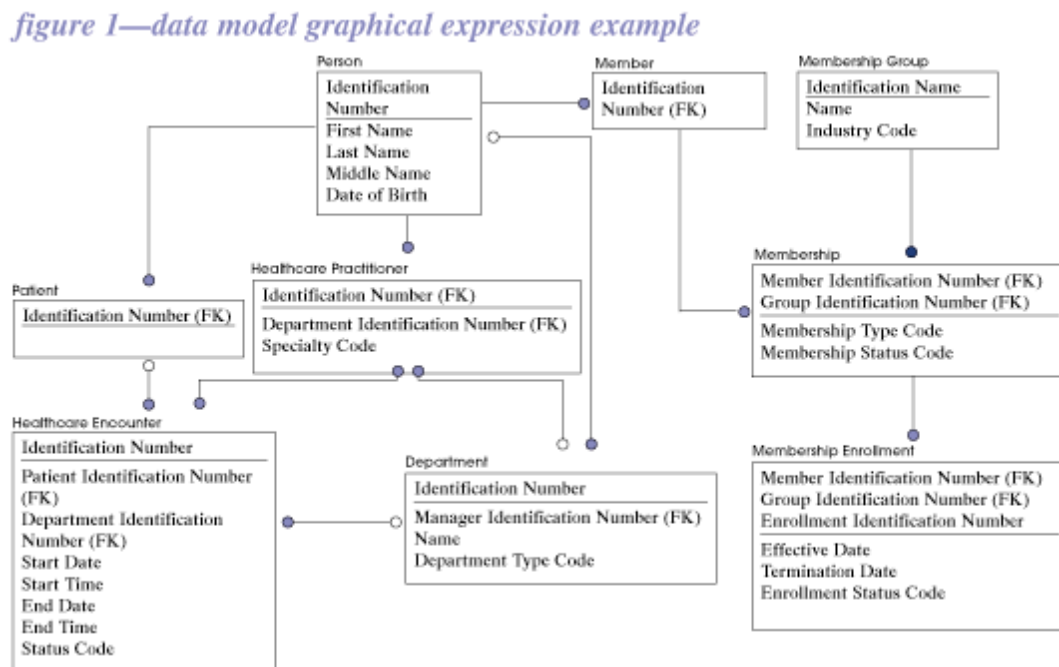 figure 1—data model graphical expression example
Person
Identification
Number
First Name
Last Name
Middle Name
Date of Birth
Member
Identification
Number (FK)
Membership Group
Identification Name
Name
Industry Code
Patient
Identification Number (FK)
Healthcare Practitioner
Identification Number (FK)
Department Identification Number (FK)
Specialty Code
Membership
Member Identification Number (FK)
Group Identification Number (FK)
Membership Type Code
Membership Status Code
Healthcare Encounter
Identification Number
Patient Identification Number
(FK)
Department Identification
Number (FK)
Start Date
Start Time
End Date
End Time
Status Code
Department
Identification Number
Manager Identification Number (FK)
Name
Department Type Code
Membership Enrollment
Member Identification Number (FK)
Group Identification Number (FK)
Enrollment Identification Number
Effective Date
Termination Date
Enrollment Status Code